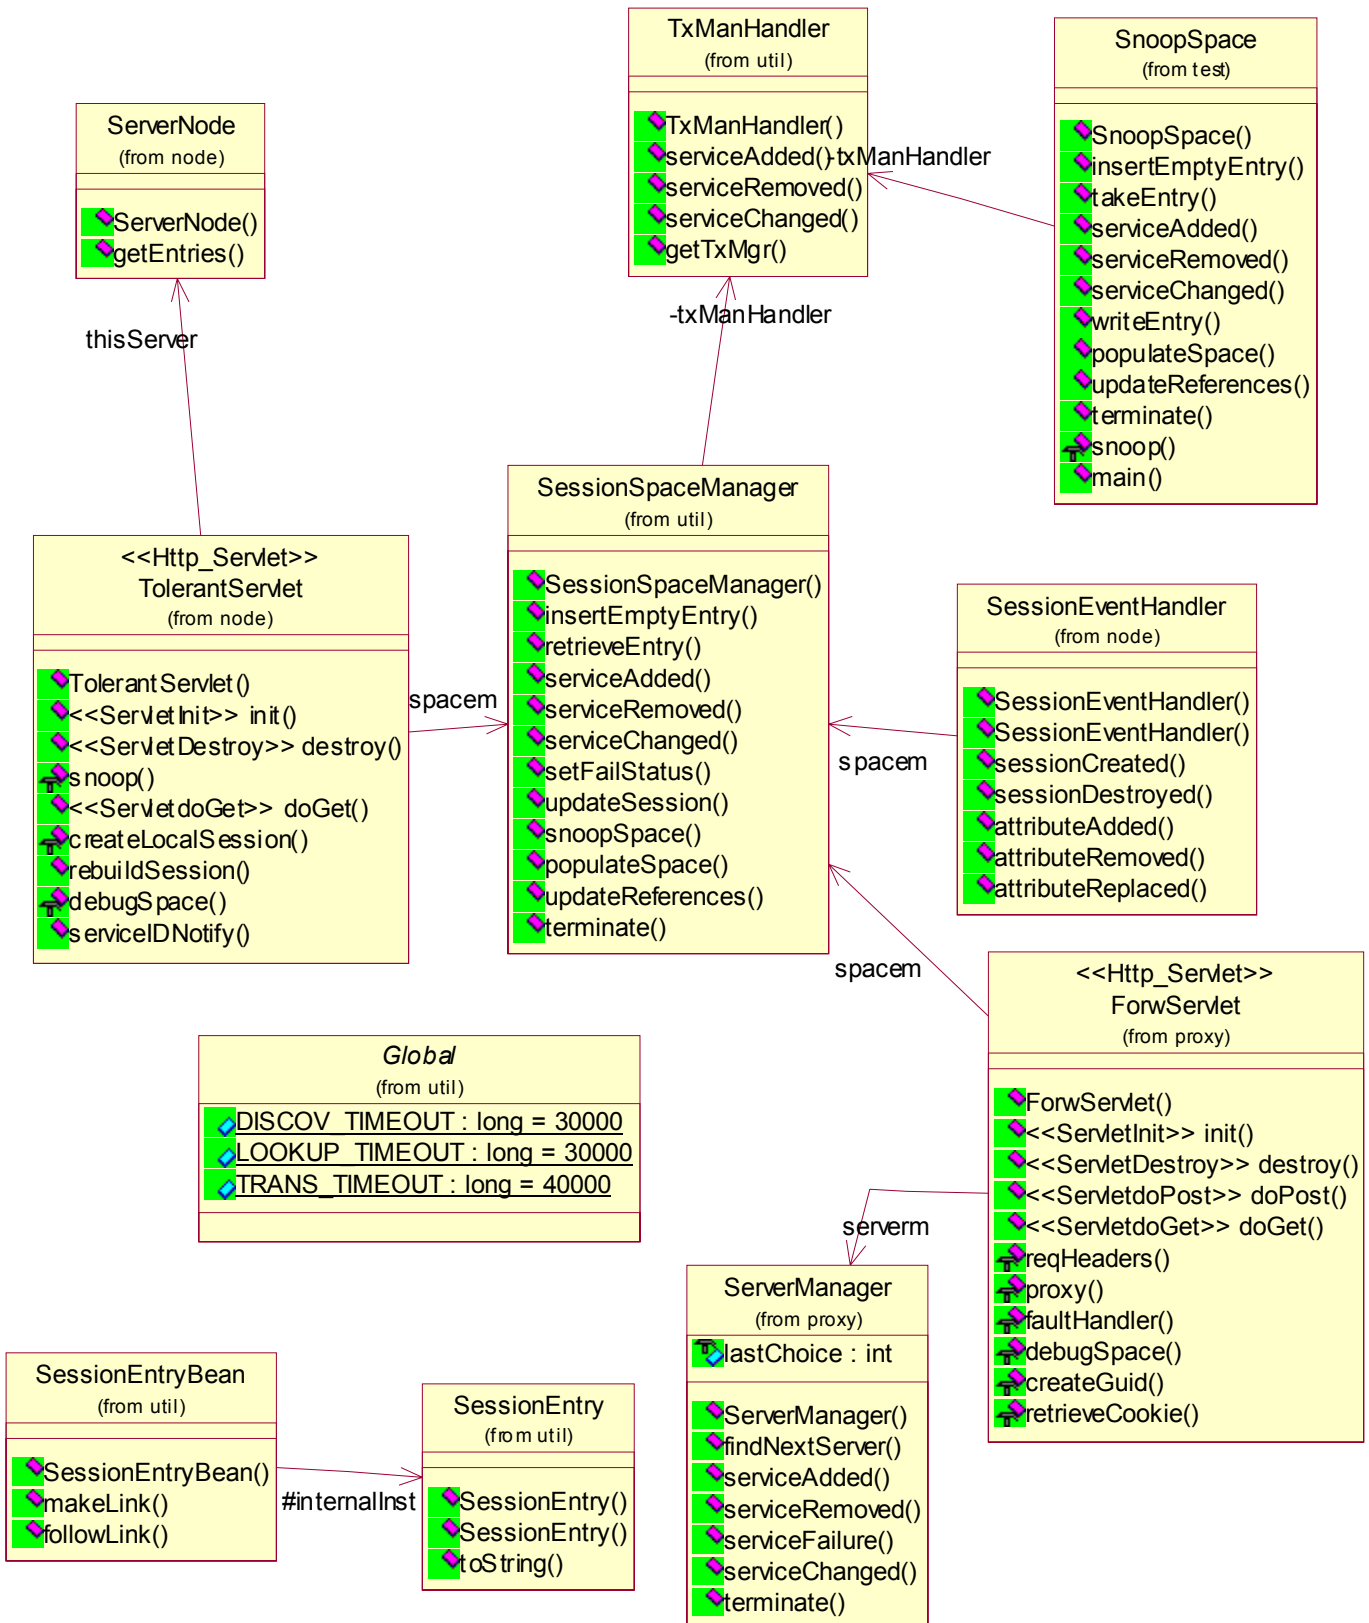 TxManHandler
(from util)
TxManHandler()
serviceAdded()
serviceRemoved()
serviceChanged()
getTxMgr()
-txManHandler
SnoopSpace
(from test)
SnoopSpace()
insertEmptyEntry()
takeEntry()
serviceAdded()
serviceRemoved()
serviceChanged()
writeEntry()
populateSpace()
updateReferences()
terminate()
snoop()
main()
ServerNode
(from node)
ServerNode()
getEntries()
thisServer
-txManHandler
<<Http_Servlet>>
TolerantServlet
(from node)
TolerantServlet()
<<ServletInit>> init()
<<ServletDestroy>> destroy()
snoop()
<<ServletdoGet>> doGet()
createLocalSession()
rebuildSession()
debugSpace()
serviceIDNotify()
spacem
SessionSpaceManager
(from util)
SessionSpaceManager()
insertEmptyEntry()
retrieveEntry()
serviceAdded()
serviceRemoved()
serviceChanged()
setFailStatus()
updateSession()
snoopSpace()
populateSpace()
updateReferences()
terminate()
spacem
SessionEventHandler
(from node)
SessionEventHandler()
SessionEventHandler()
sessionCreated()
sessionDestroyed()
attributeAdded()
attributeRemoved()
attributeReplaced()
spacem
<<Http_Servlet>>
ForwServlet
(from proxy)
ForwServlet()
<<ServletInit>> init()
<<ServletDestroy>> destroy()
<<ServletdoPost>> doPost()
<<ServletdoGet>> doGet()
reqHeaders()
proxy()
faultHandler()
debugSpace()
createGuid()
retrieveCookie()
Global
(from util)
DISCOV_TIMEOUT : long = 30000
LOOKUP_TIMEOUT : long = 30000
TRANS_TIMEOUT : long = 40000
serverm
ServerManager
(from proxy)
lastChoice : int
ServerManager()
findNextServer()
serviceAdded()
serviceRemoved()
serviceFailure()
serviceChanged()
terminate()
SessionEntryBean
(from util)
SessionEntryBean()
makeLink()
followLink()
#internalInst
SessionEntry
(from util)
SessionEntry()
SessionEntry()
toString()